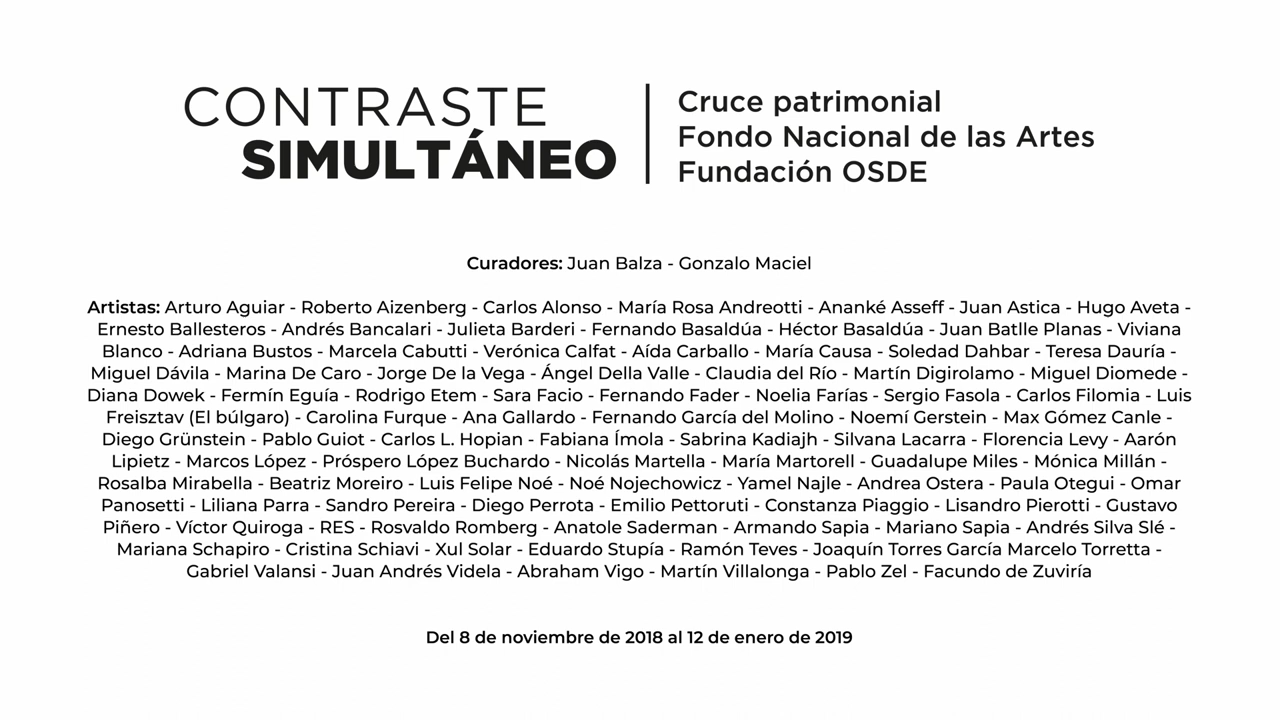 CONTRASTE
SIMULTÁNEO
Cruce patrimonial
Fondo Nacional de las Artes
Fundación OSDE
Curadores: Juan Balza - Gonzalo Maciel
Artistas: Arturo Aguiar - Roberto Aizenberg - Carlos Alonso - María Rosa Andreotti - Ananké Asseff - Juan Astica - Hugo Aveta -
Ernesto Ballesteros - Andrés Bancalari - Julieta Barderi - Fernando Basaldúa - Héctor Basaldúa - Juan Batlle Planas - Viviana
Blanco - Adriana Bustos - Marcela Cabutti - Verónica Calfat - Aída Carballo - María Causa - Soledad Dahbar - Teresa Dauría -
Miguel Dávila - Marina De Caro - Jorge De la Vega - Ángel Della Valle - Claudia del Río - Martín Digirolamo - Miguel Diomede -
Diana Dowek - Fermín Eguía - Rodrigo Etem - Sara Facio - Fernando Fader - Noelia Farías - Sergio Fasola - Carlos Filomia - Luis
Freisztav (El búlgaro) - Carolina Furque - Ana Gallardo - Fernando García del Molino - Noemí Gerstein - Max Gómez Canle -
Diego Grünstein - Pablo Guiot - Carlos L. Hopian - Fabiana Ímola - Sabrina Kadiajh - Silvana Lacarra - Florencia Levy - Aarón
Lipietz - Marcos López - Próspero López Buchardo - Nicolás Martella - María Martorell - Guadalupe Miles - Mónica Millán -
Rosalba Mirabella - Beatriz Moreiro - Luis Felipe Noé - Noé Nojechowicz - Yamel Najle - Andrea Ostera - Paula Otegui - Omar
Panosetti - Liliana Parra - Sandro Pereira - Diego Perrota - Emilio Pettoruti - Constanza Piaggio - Lisandro Pierotti - Gustavo
Piñero - Víctor Quiroga - RES - Rosvaldo Romberg - Anatole Saderman - Armando Sapia - Mariano Sapia - Andrés Silva Slé -
Mariana Schapiro - Cristina Schiavi - Xul Solar - Eduardo Stupía - Ramón Teves - Joaquín Torres García Marcelo Torretta -
Gabriel Valansi - Juan Andrés Videla - Abraham Vigo - Martín Villalonga - Pablo Zel - Facundo de Zuviría
Del 8 de noviembre de 2018 al 12 de enero de 2019